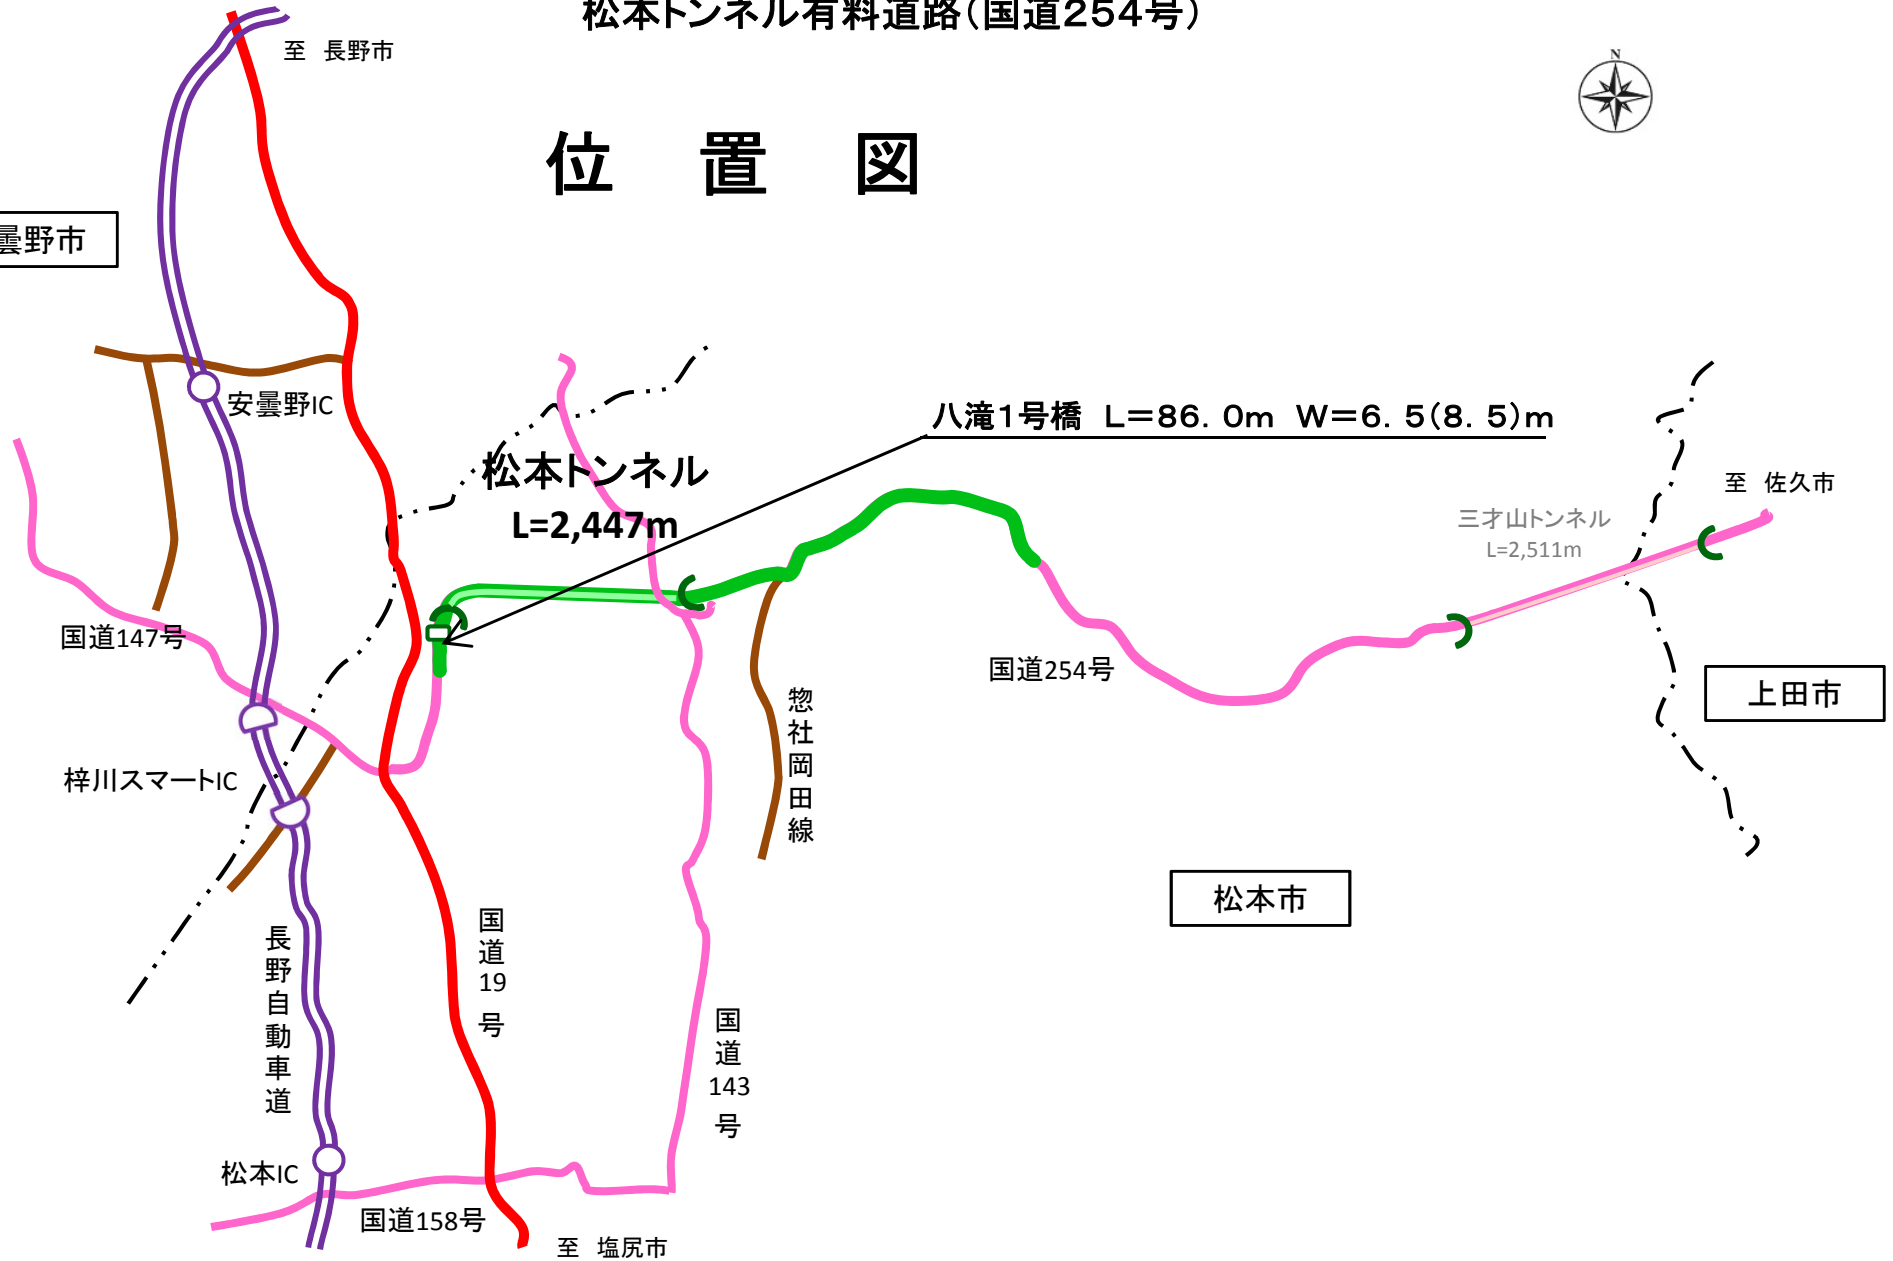 松本トンネル有料道路(国道254号)
N
至 長野市
位 置 図
曇野市
安曇野IC
八滝1号橋 L=86.0m W=6.5(8.5)m
松本トンネル
L=2,447m
至 佐久市
三才山トンネル
L=2,511m
国道147号
国道254号
上田市
惣社岡田線
梓川スマートIC
松本市
国道19号
長野自動車道
国道143号
松本IC
国道158号
至 塩尻市